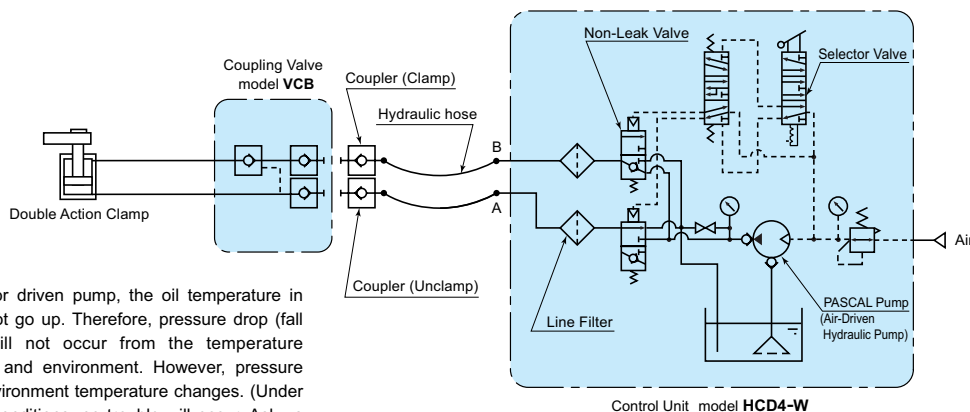 Non-Leak Valve
Selector Valve
Coupling Valve
model VCB
Coupler (Clamp)
Hydraulic hose
B
A
Double Action Clamp
Air
Coupler (Unclamp)
Line Filter
PASCAL Pump
(Air-Driven
Hydraulic Pump)
Control Unit model HCD4-W
or driven pump, the oil temperature in
ot go up. Therefore, pressure drop (fall
ill not occur from the temperature
and environment. However, pressure
vironment temperature changes. (Under